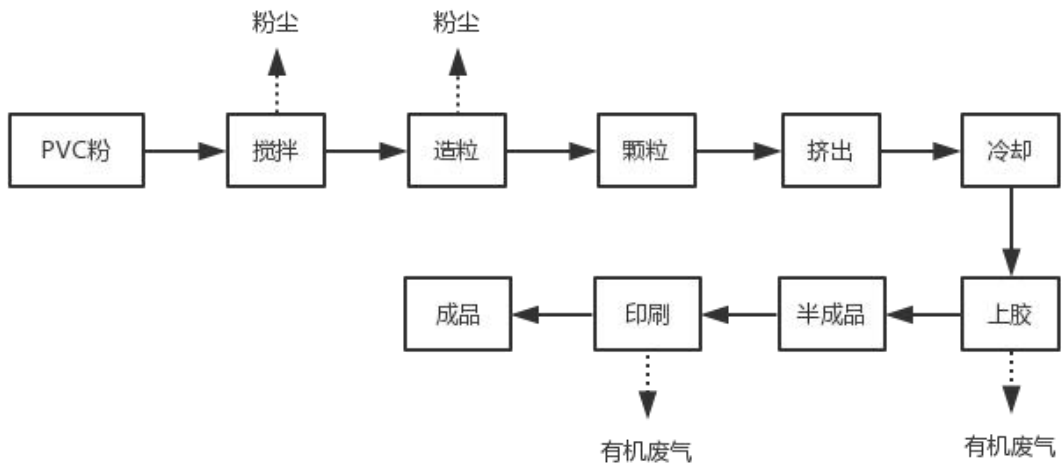 粉尘
粉尘
PVC粉
搅拌
造粒
颗粒
挤出
冷却
成品
印刷
半成品
上胶
有机废气
有机废气